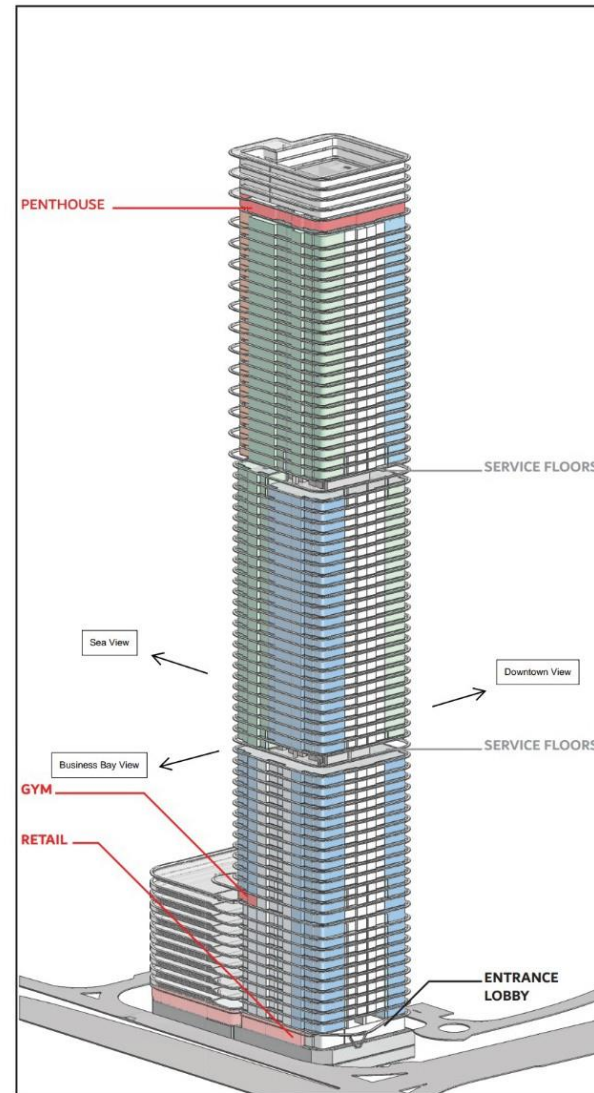 PENTHOUSE
SERVICE FLOORS
Sea View
Downtown View
SERVICE FLOORS
Business Bay View
GYM
RETAIL
ENTRANCE
LOBBY